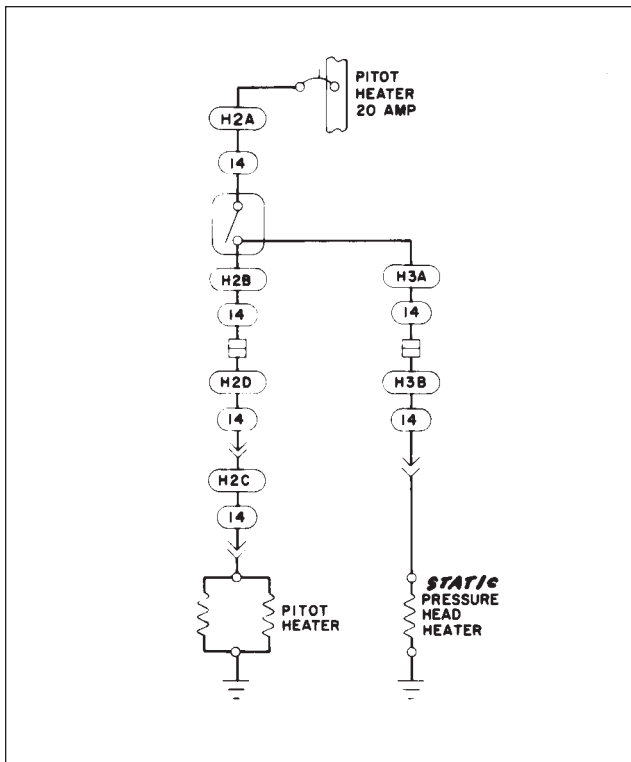 PITOT
HEATER
20 AMP
H2A
14
H2B
14
H2D
14
H2C
14
PITOT
HEATER
H3A
14
H3B
14
STATIC
PRESSURE
HEAD
HEATER